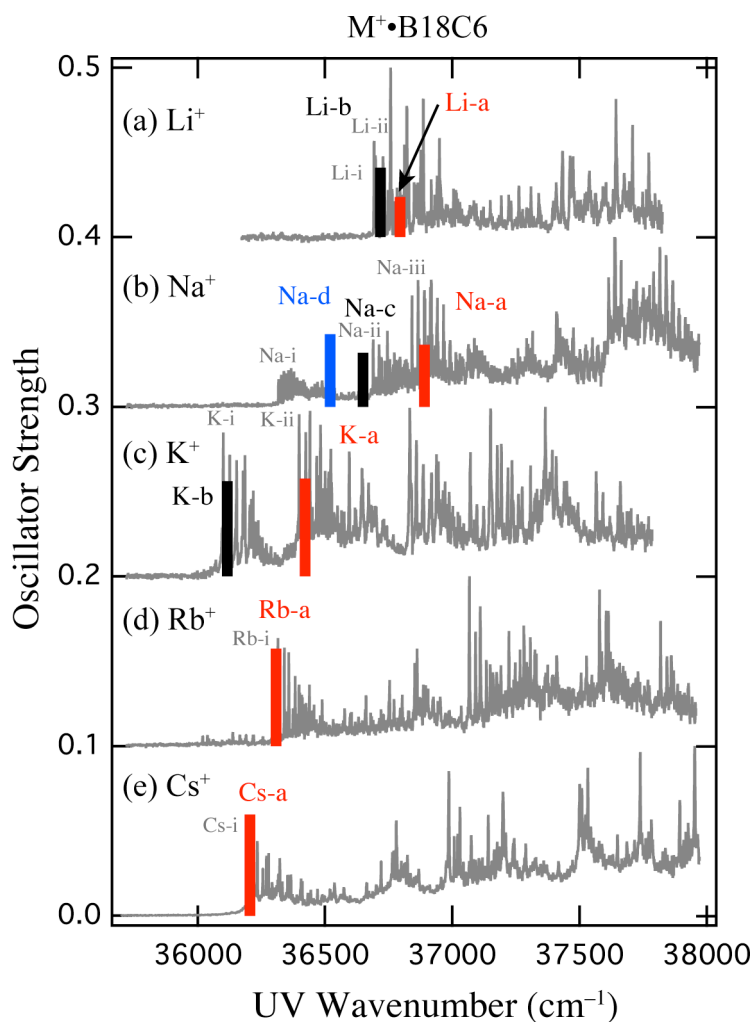 M⁺•B18C6
0.5
(a) Li⁺
Li-b
Li-a
Li-ii
Li-i
0.4
(b) Na⁺
Na-iii
Na-d
Na-c
Na-a
Na-ii
Na-i
0.3
K-i
K-ii
K-a
(c) K⁺
K-b
0.2
Rb-a
(d) Rb⁺
Rb-i
0.1
(e) Cs⁺
Cs-a
Cs-i
0.0
Oscillator Strength
36000
36500
37000
37500
38000
UV Wavenumber (cm⁻¹)